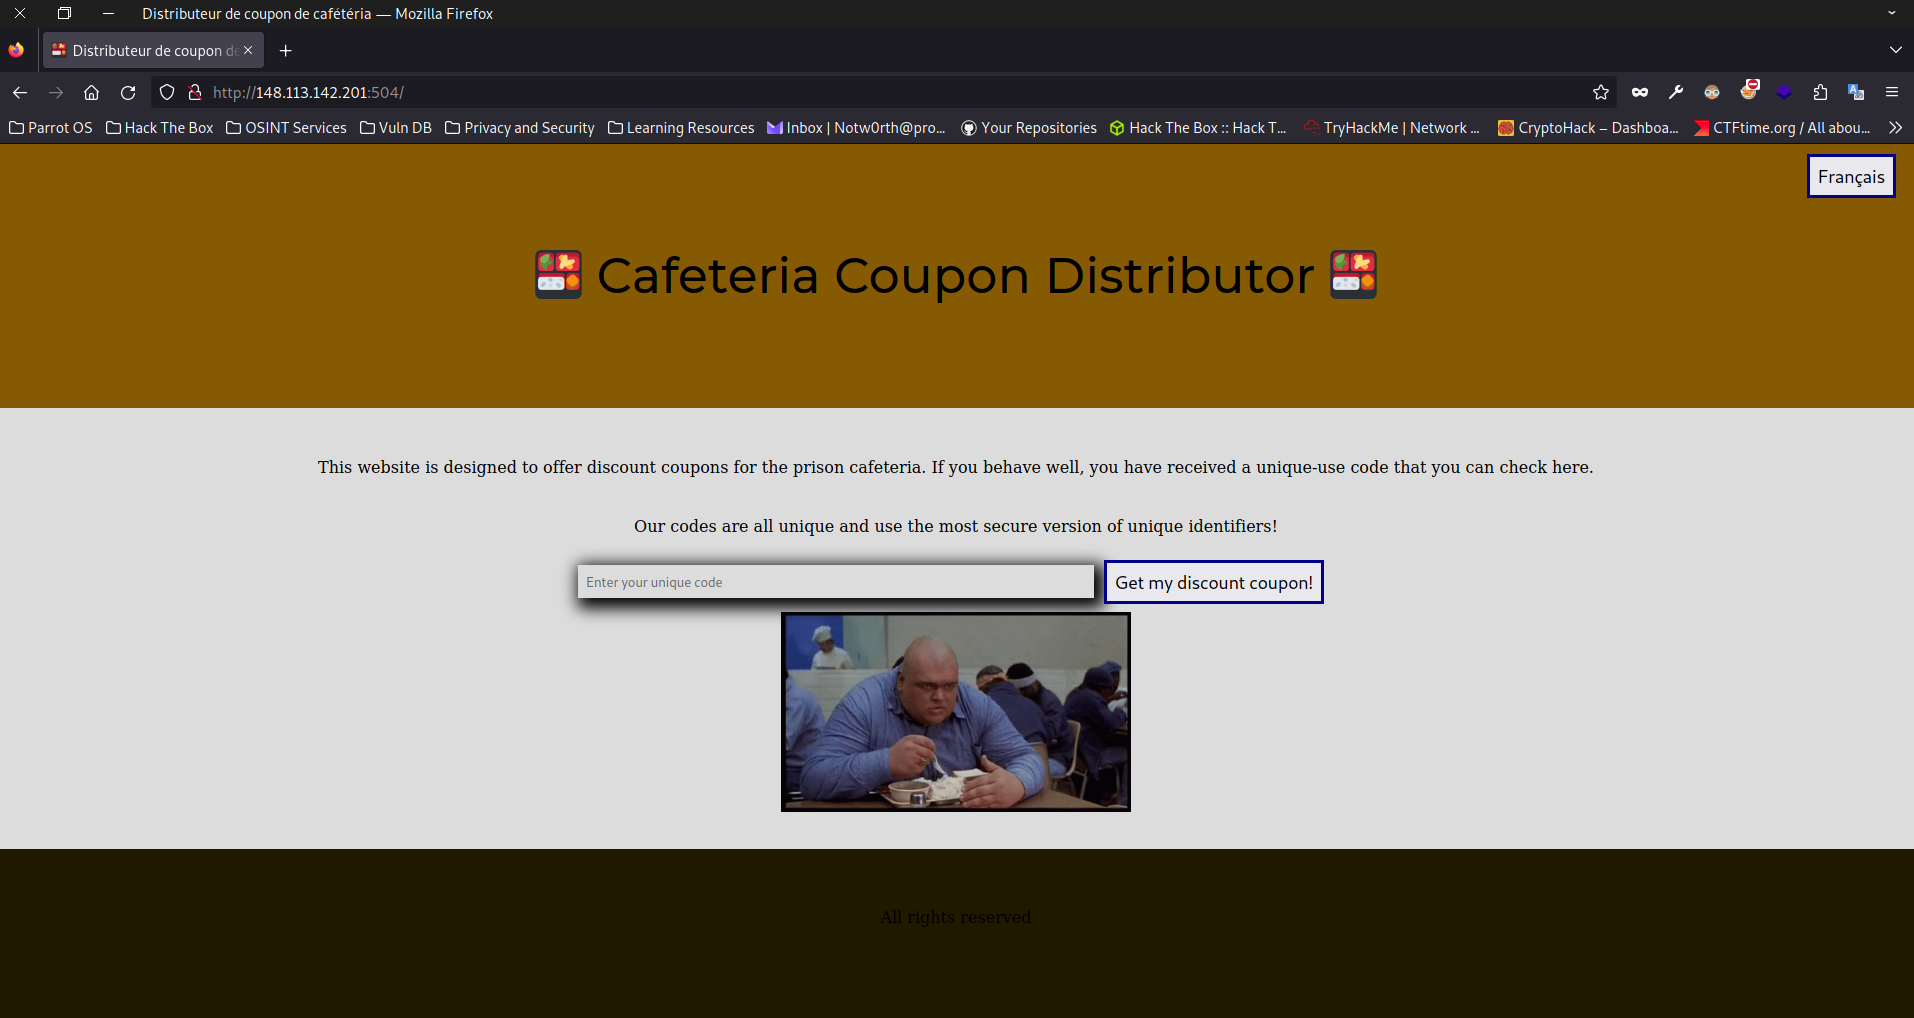 Distributeur de coupon de cafétéria — Mozilla Firefox
Distributeur de coupon de
http://148.113.142.201:504/
Parrot OS Hack The Box OSINT Services Vuln DB Privacy and Security Learning Resources Inbox | Notw0rth@pro… Your Repositories Hack The Box :: Hack T… TryHackMe | Network … CryptoHack – Dashboa… CTFtime.org / All abou…
Français
Cafeteria Coupon Distributor
This website is designed to offer discount coupons for the prison cafeteria. If you behave well, you have received a unique-use code that you can check here.
Our codes are all unique and use the most secure version of unique identifiers!
Enter your unique code Get my discount coupon!
All rights reserved